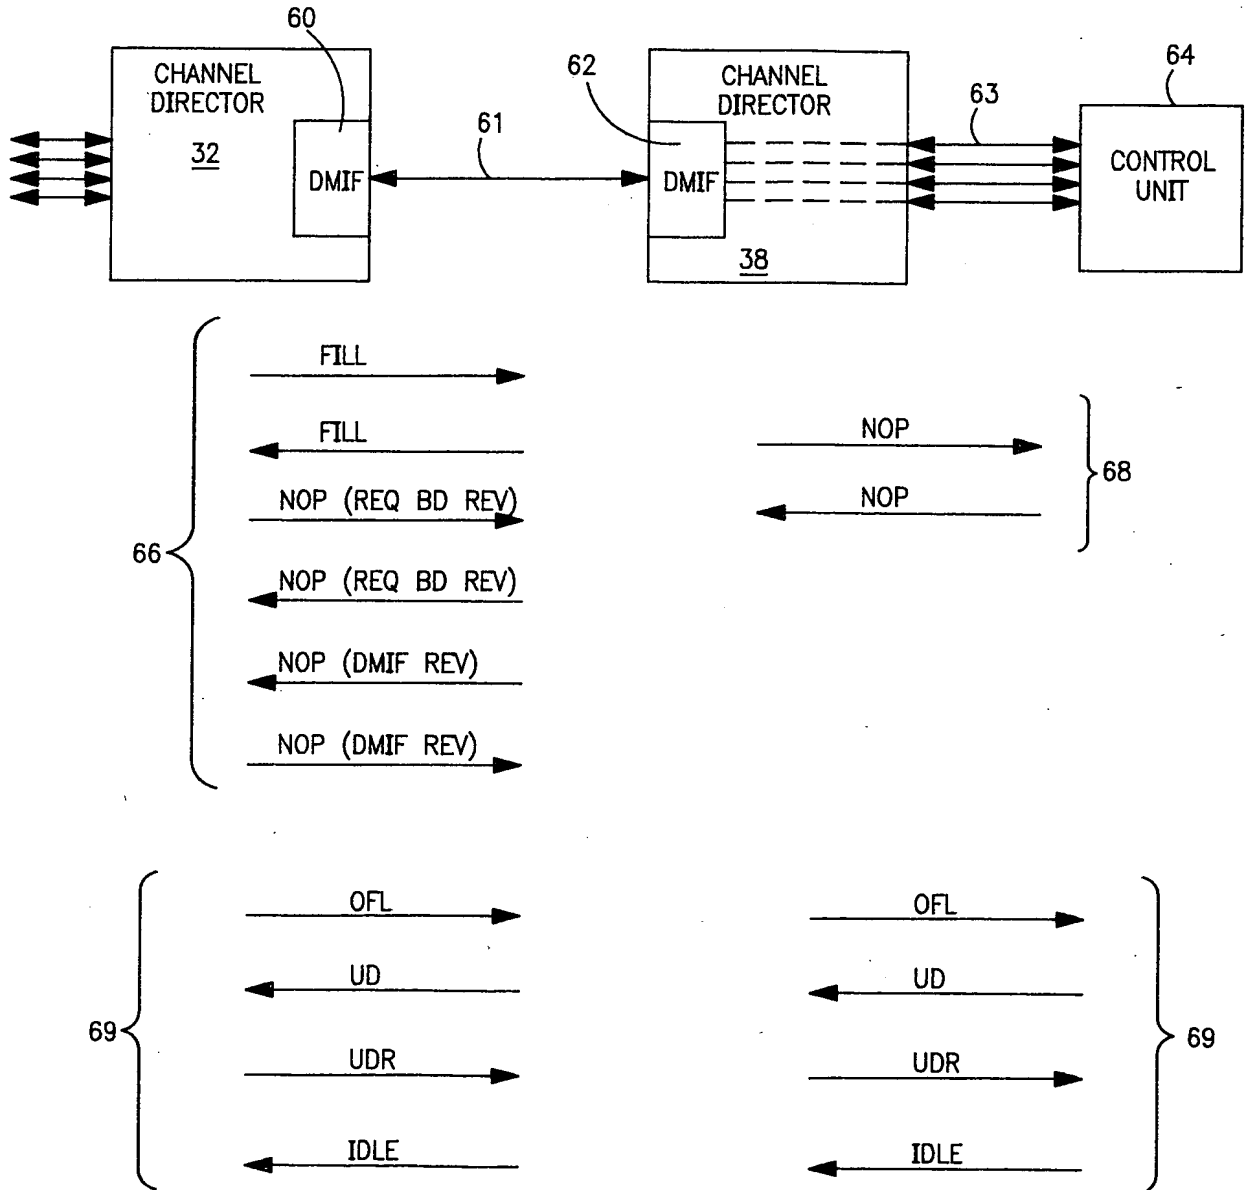 60
CHANNEL
DIRECTOR
32
DMIF
61
62
CHANNEL
DIRECTOR
DMIF
38
63
64
CONTROL
UNIT
66
FILL
FILL
NOP (REQ BD REV)
NOP (REQ BD REV)
NOP (DMIF REV)
NOP (DMIF REV)
NOP
NOP
68
69
OFL
UD
UDR
IDLE
OFL
UD
UDR
IDLE
69